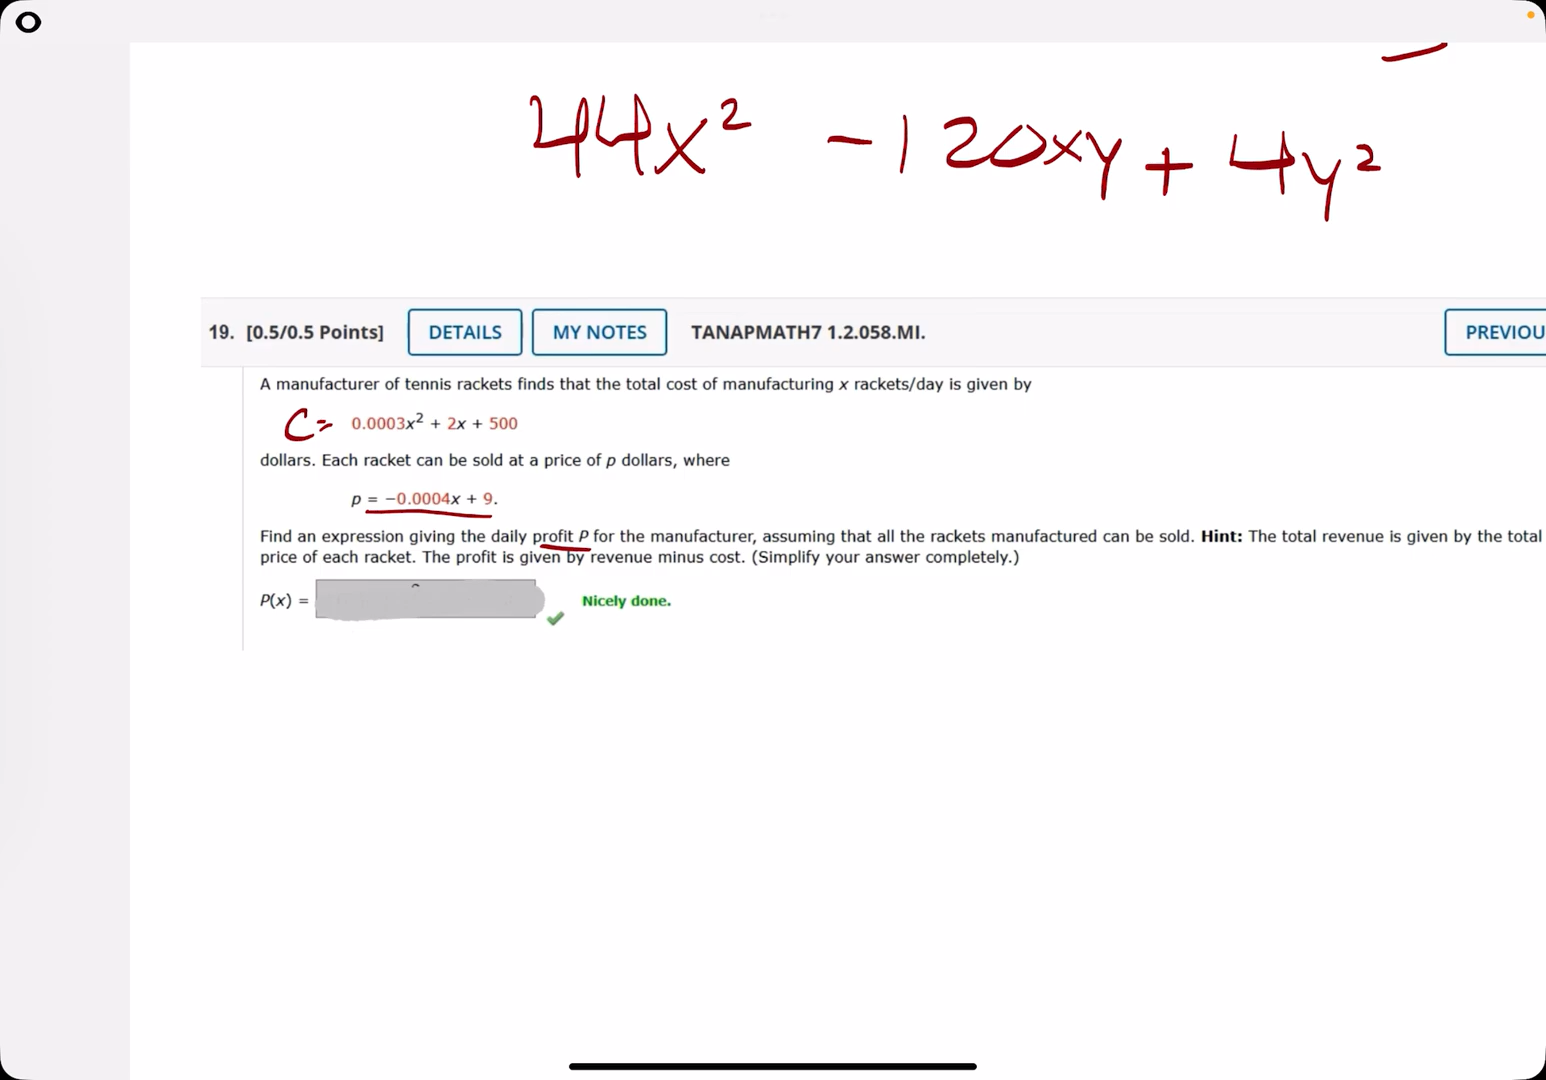 44x² - 120xy + 4y²
19. [0.5/0.5 Points] DETAILS MY NOTES TANAPMATH7 1.2.058.MI. PREVIOU
A manufacturer of tennis rackets finds that the total cost of manufacturing x rackets/day is given by
C = 0.0003x² + 2x + 500
dollars. Each racket can be sold at a price of p dollars, where
p = −0.0004x + 9.
Find an expression giving the daily profit P for the manufacturer, assuming that all the rackets manufactured can be sold. Hint: The total revenue is given by the total
price of each racket. The profit is given by revenue minus cost. (Simplify your answer completely.)
P(x) = Nicely done.